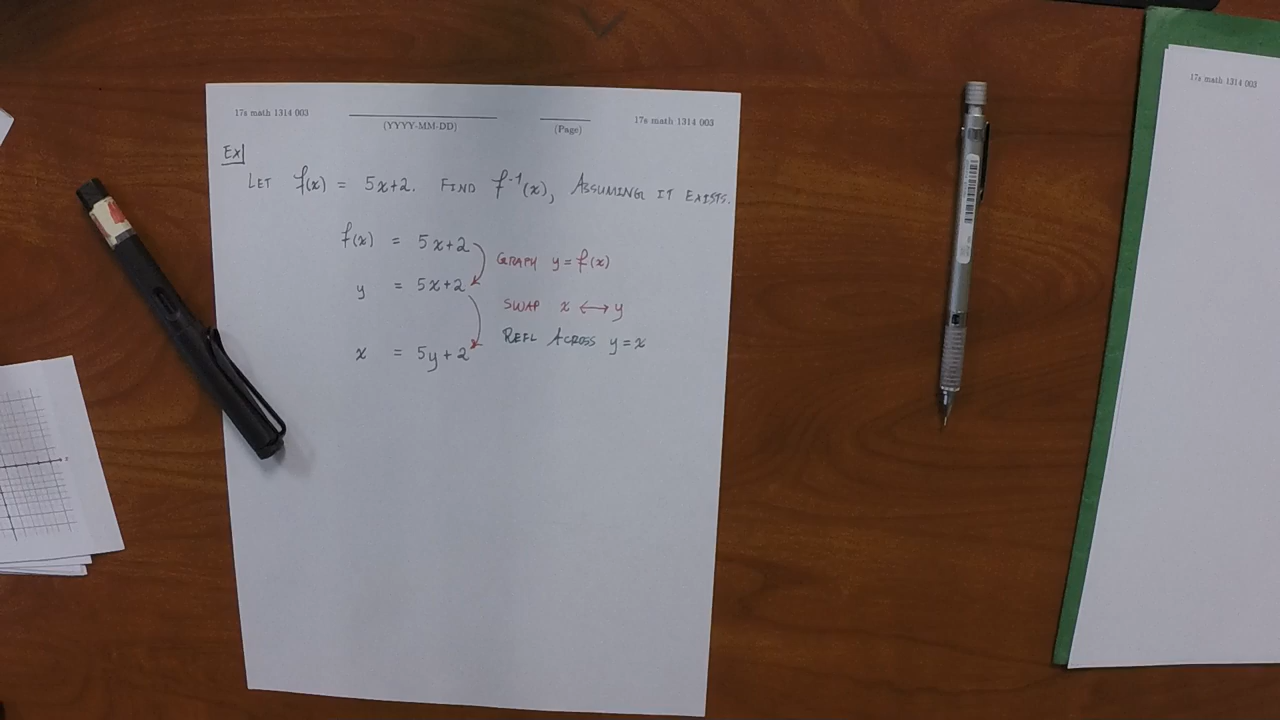 17s math 1314 003
(YYYY-MM-DD)
(Page)
17s math 1314 003
Ex
LET f(x) = 5x+2. FIND f⁻¹(x), ASSUMING IT EXISTS.
f(x) = 5x+2
GRAPH y = f(x)
y = 5x+2
SWAP x ⟷ y
REFL ACROSS y = x
x = 5y+2
17s math 1314 003